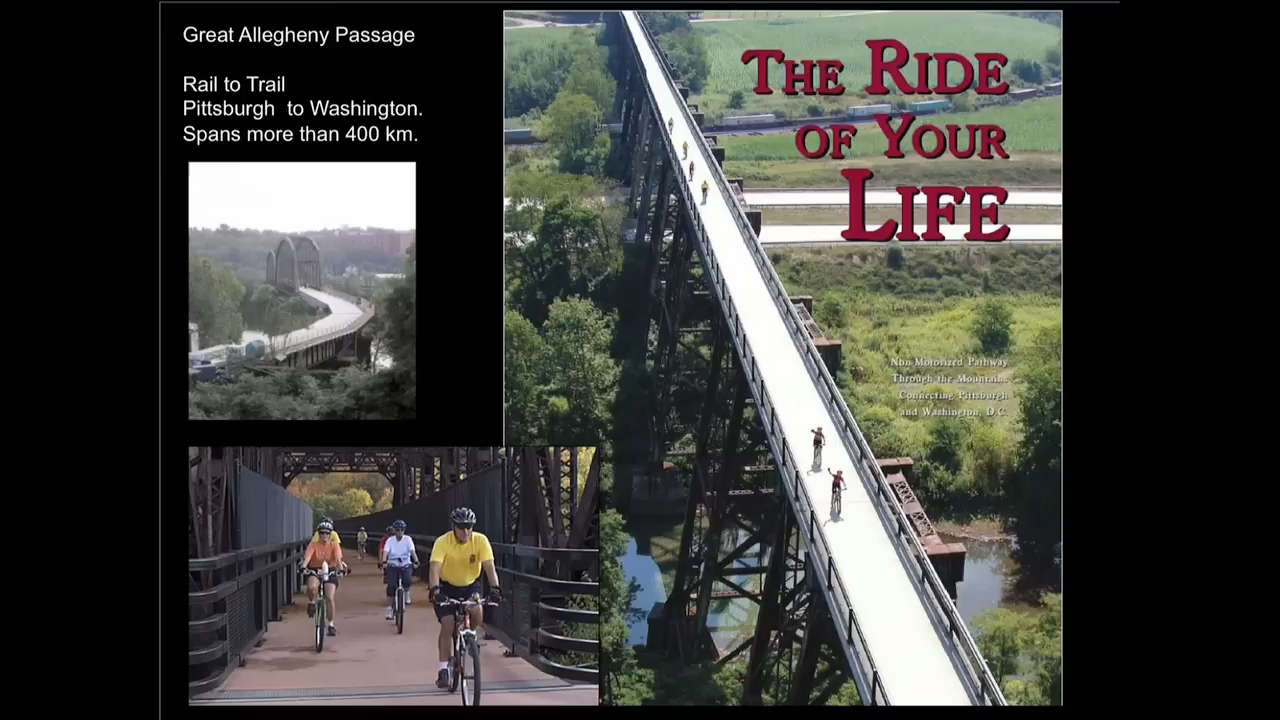 Great Allegheny Passage
Rail to Trail
Pittsburgh to Washington.
Spans more than 400 km.
THE RIDE
OF YOUR
LIFE
Non-Motorized Pathway
Through the Mountains
Connecting Pittsburgh
and Washington, D.C.